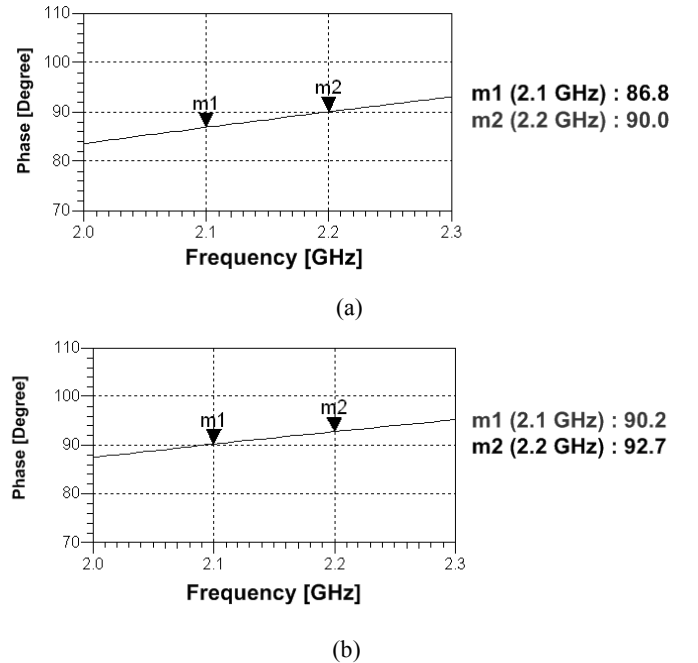 110
100
90
80
70
Phase [Degree]
m1
m2
2.0
2.1
2.2
2.3
Frequency [GHz]
m1 (2.1 GHz) : 86.8
m2 (2.2 GHz) : 90.0
(a)
110
100
90
80
70
Phase [Degree]
m1
m2
2.0
2.1
2.2
2.3
Frequency [GHz]
m1 (2.1 GHz) : 90.2
m2 (2.2 GHz) : 92.7
(b)